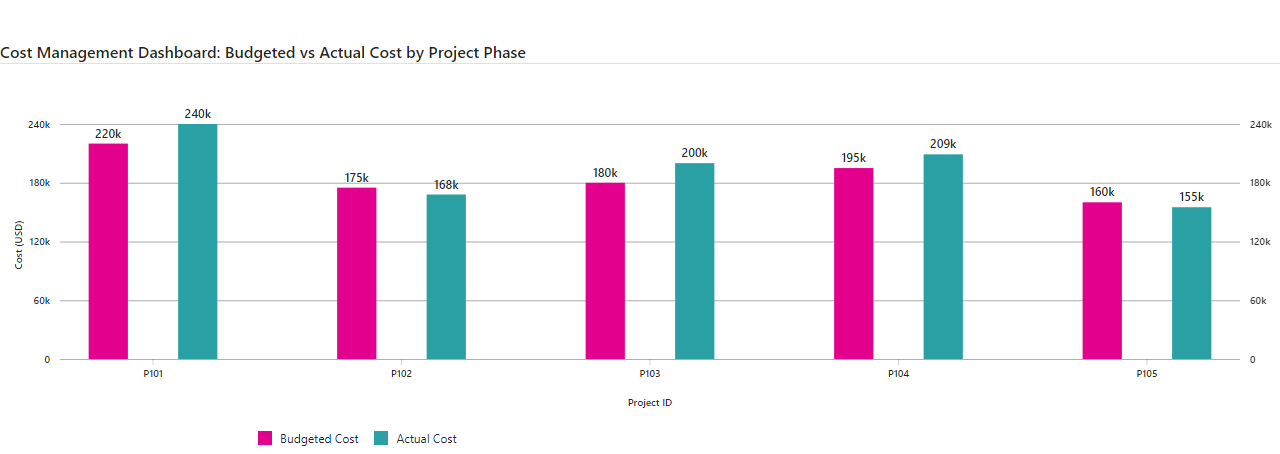 Cost Management Dashboard: Budgeted vs Actual Cost by Project Phase
240k
220k
240k
240k
209k
200k
195k
180k
175k
168k
180k
180k
160k
155k
Cost (USD)
120k
120k
60k
60k
0
0
P101
P102
P103
P104
P105
Project ID
Budgeted Cost
Actual Cost